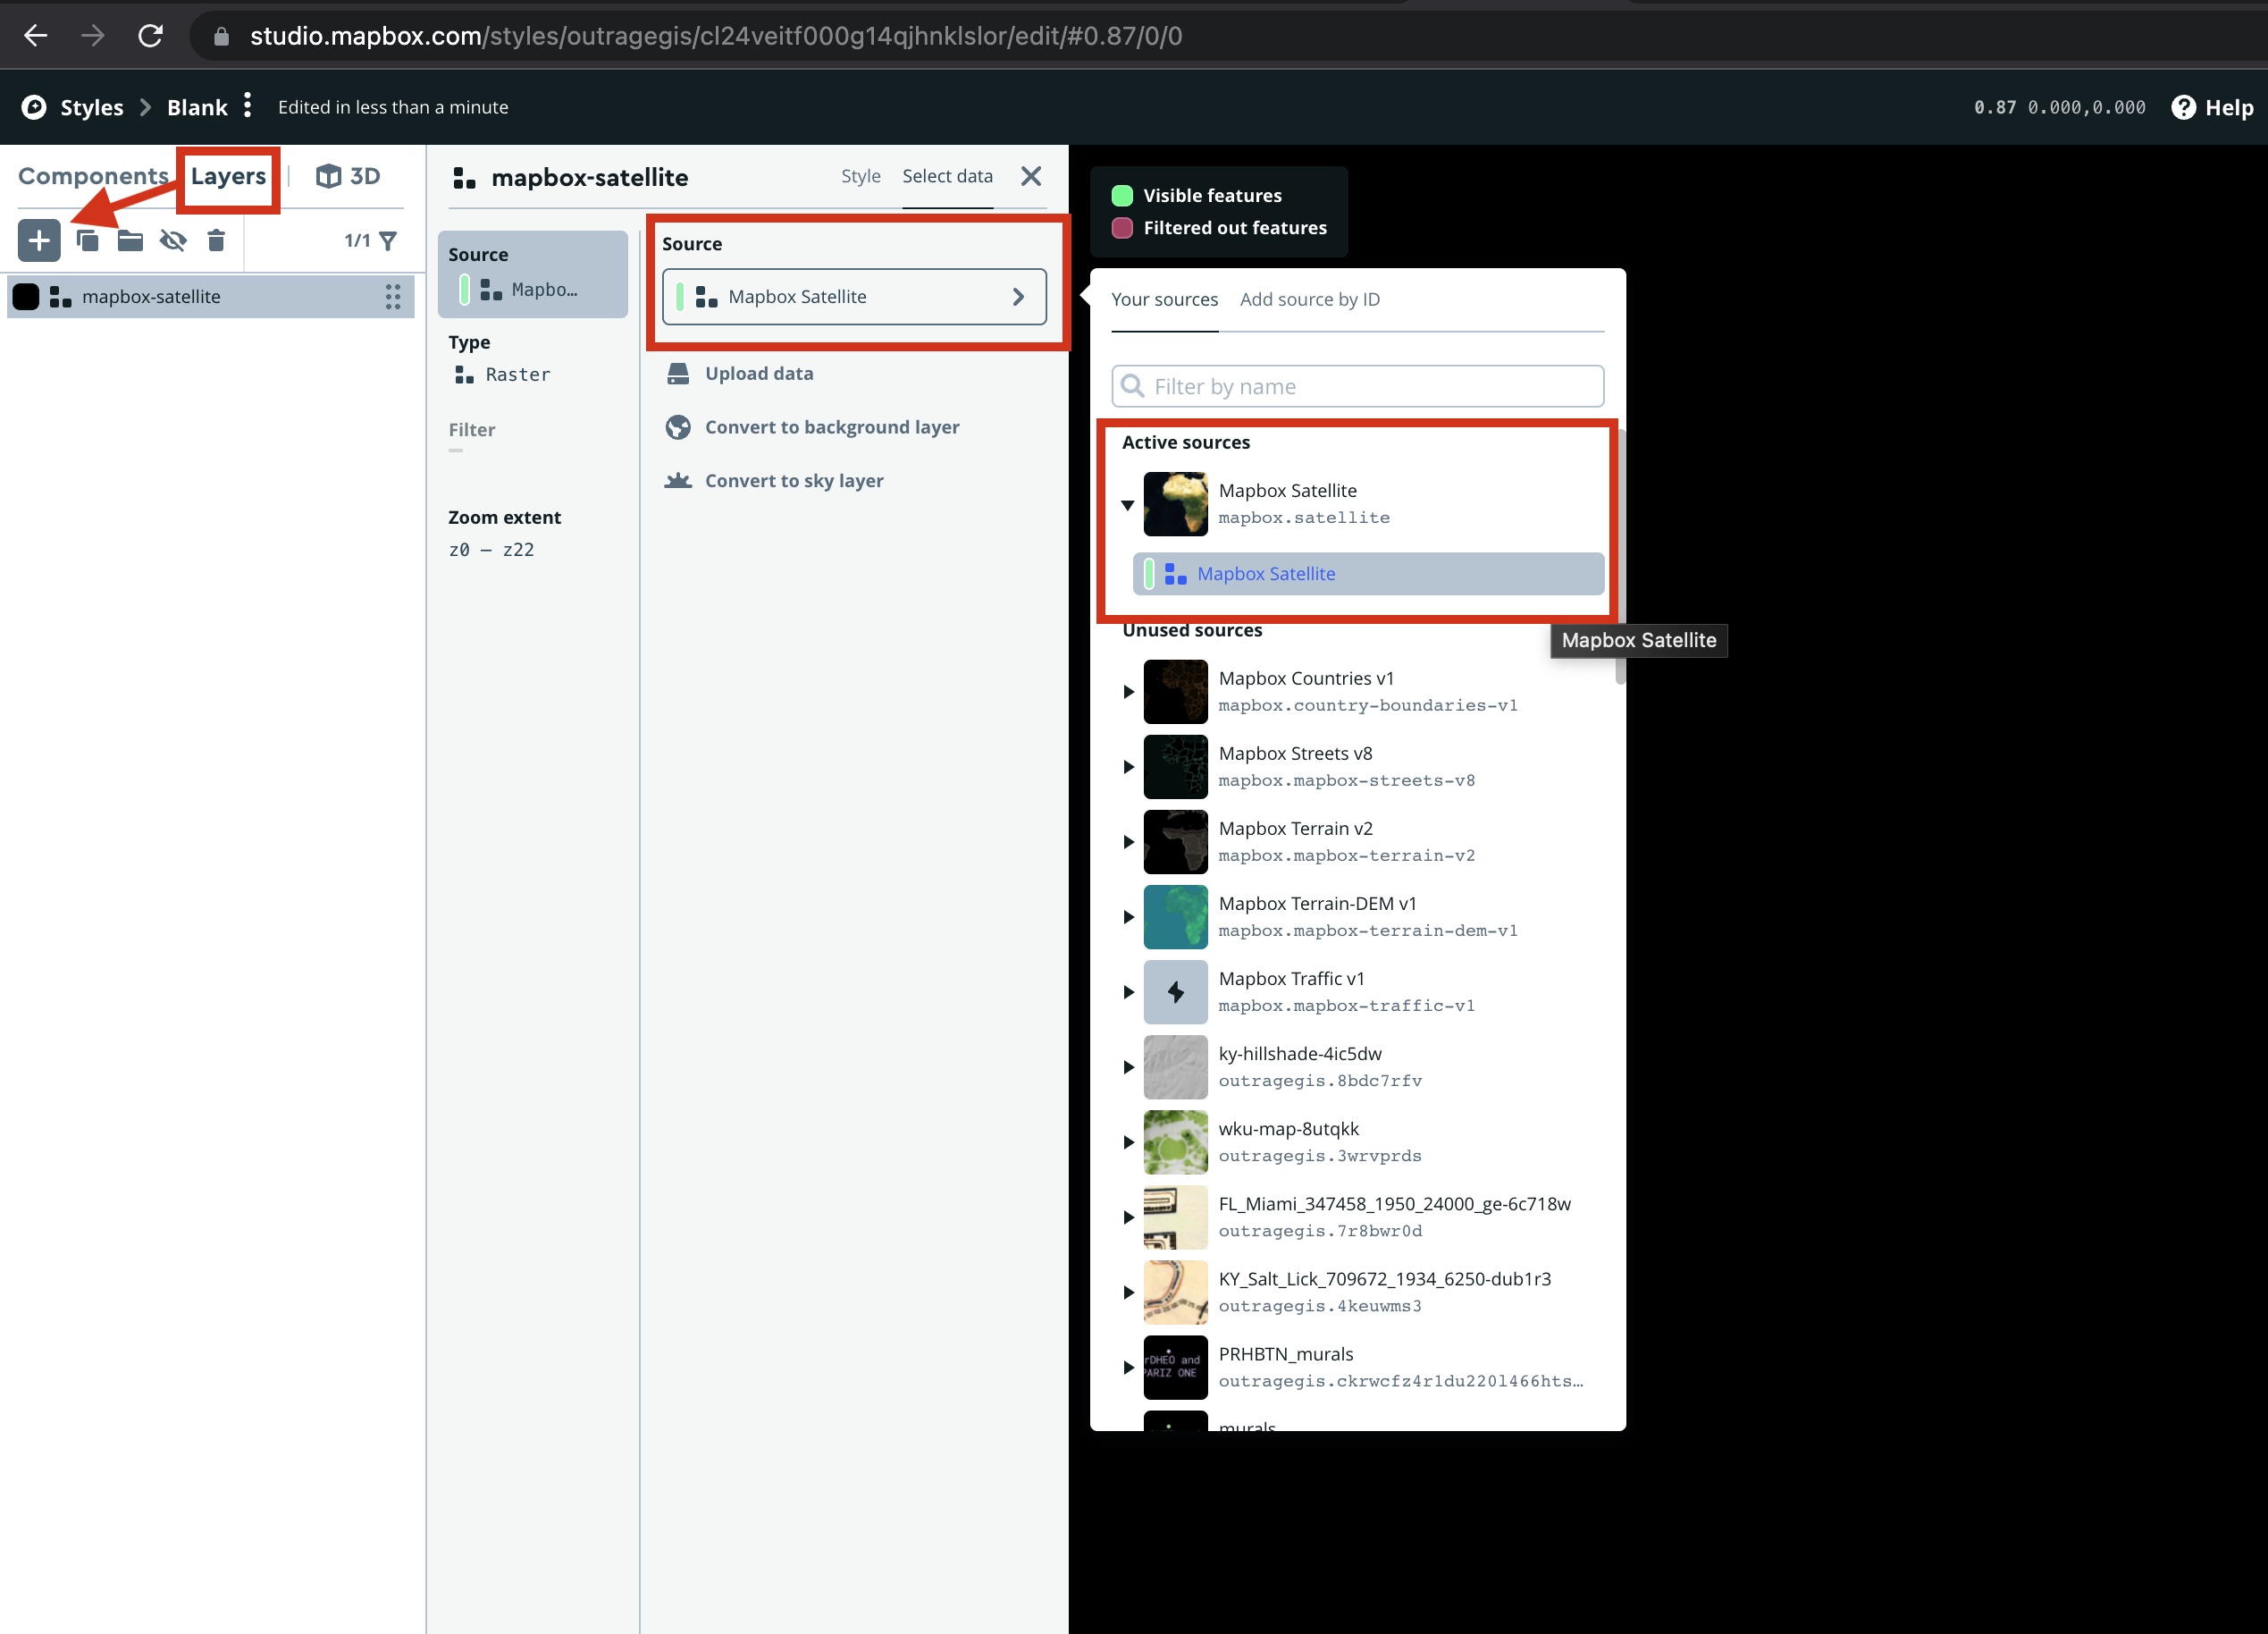 studio.mapbox.com/styles/outragegis/cl24veitf000g14qjhnklslor/edit/#0.87/0/0
Styles > Blank Edited in less than a minute 0.87 0.000,0.000 Help
Components Layers 3D
1/1
mapbox-satellite
mapbox-satellite Style Select data
Source
Mapbo…
Type
Raster
Filter
Zoom extent
z0 – z22
Source
Mapbox Satellite
Upload data
Convert to background layer
Convert to sky layer
Visible features
Filtered out features
Your sources Add source by ID
Filter by name
Active sources
Mapbox Satellite
mapbox.satellite
Mapbox Satellite
Unused sources
Mapbox Satellite
Mapbox Countries v1
mapbox.country-boundaries-v1
Mapbox Streets v8
mapbox.mapbox-streets-v8
Mapbox Terrain v2
mapbox.mapbox-terrain-v2
Mapbox Terrain-DEM v1
mapbox.mapbox-terrain-dem-v1
Mapbox Traffic v1
mapbox.mapbox-traffic-v1
ky-hillshade-4ic5dw
outragegis.8bdc7rfv
wku-map-8utqkk
outragegis.3wrvprds
FL_Miami_347458_1950_24000_ge-6c718w
outragegis.7r8bwr0d
KY_Salt_Lick_709672_1934_6250-dub1r3
outragegis.4keuwms3
rDHEO and
PARIZ ONE
PRHBTN_murals
outragegis.ckrwcfz4r1du220l466hts…
murals